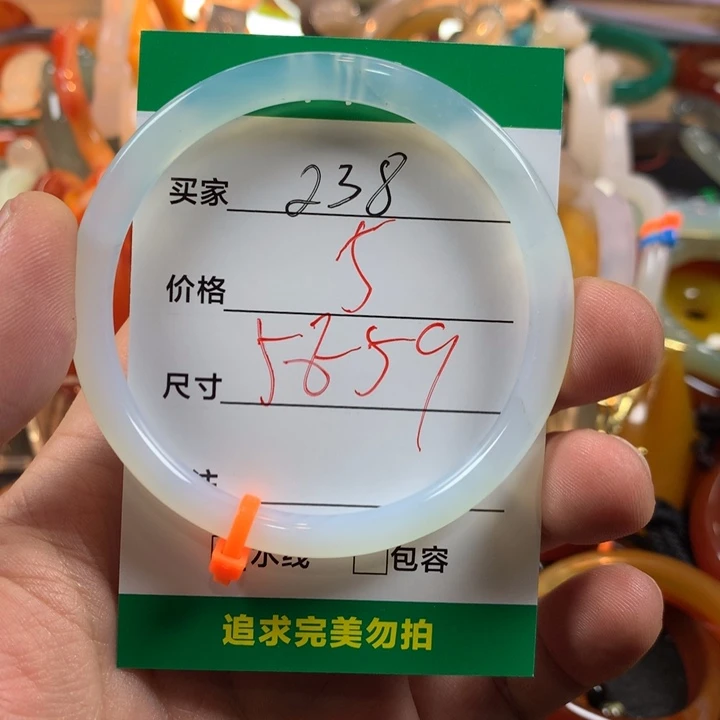 买家 238
价格 5
尺寸 58-59
水线 包容
追求完美勿拍